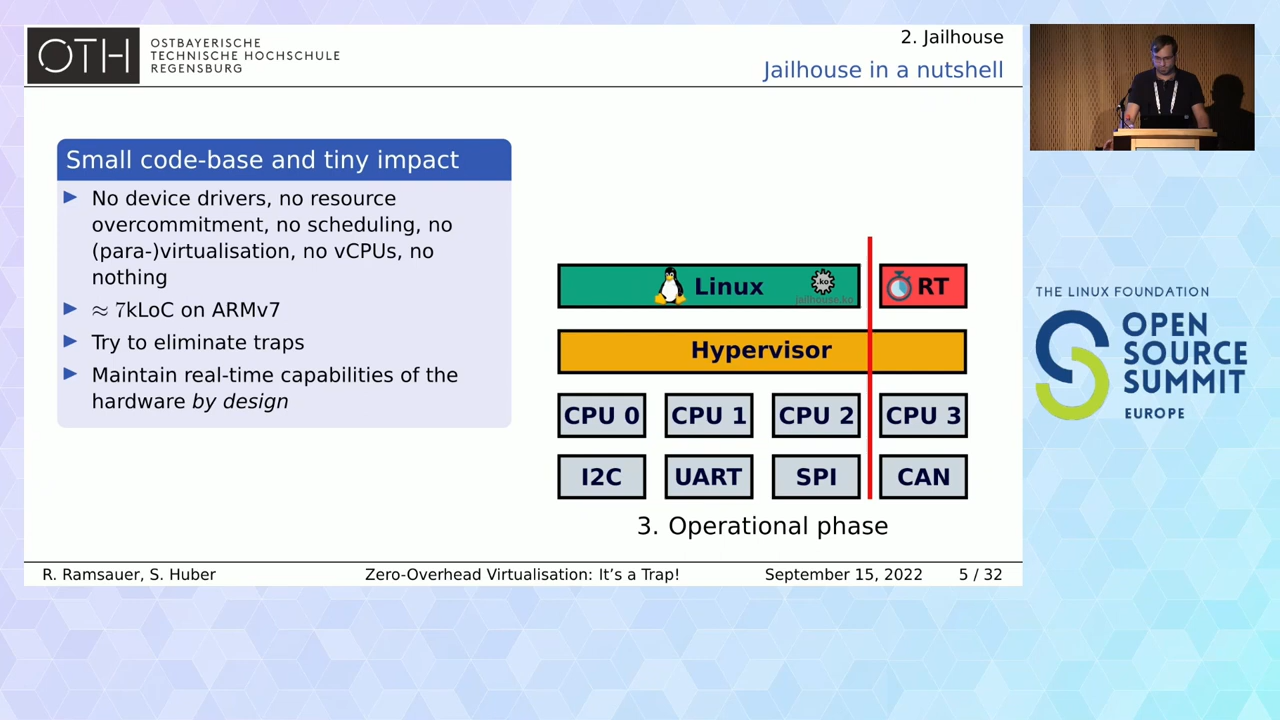 OTH
OSTBAYERISCHE
TECHNISCHE HOCHSCHULE
REGENSBURG
2. Jailhouse
Jailhouse in a nutshell
Small code-base and tiny impact
No device drivers, no resource
overcommitment, no scheduling, no
(para-)virtualisation, no vCPUs, no
nothing
≈ 7kLoC on ARMv7
Try to eliminate traps
Maintain real-time capabilities of the
hardware by design
Linux
.ko
jailhouse.ko
RT
Hypervisor
CPU 0 CPU 1 CPU 2 CPU 3
I2C UART SPI CAN
3. Operational phase
R. Ramsauer, S. Huber Zero-Overhead Virtualisation: It's a Trap! September 15, 2022 5 / 32
THE LINUX FOUNDATION
OPEN
SOURCE
SUMMIT
EUROPE